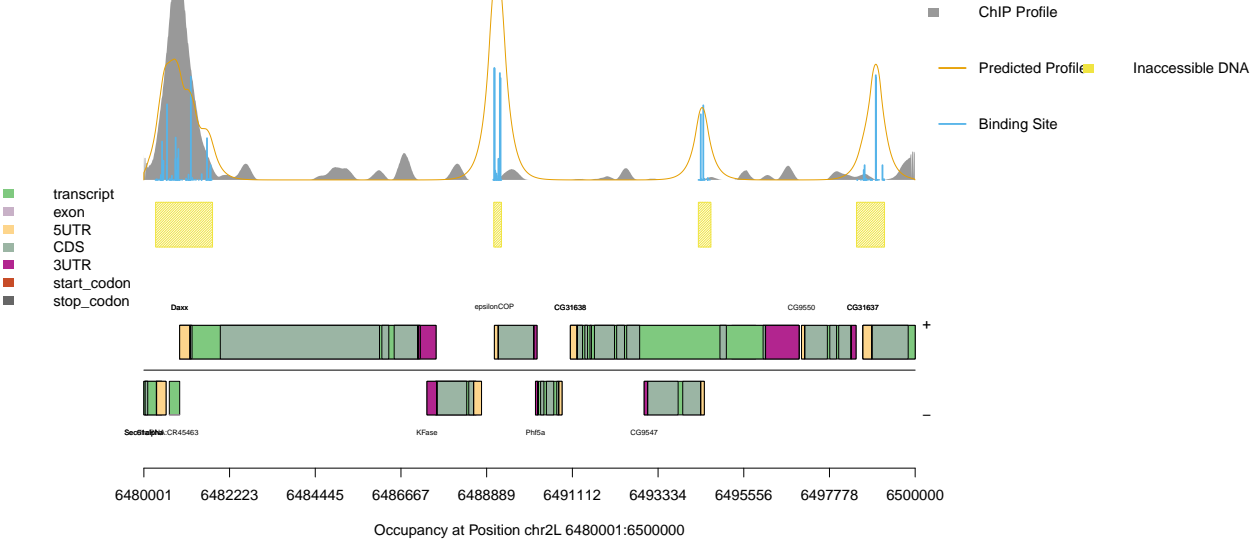 ChIP Profile
Predicted Profile Inaccessible DNA
Binding Site
transcript
exon
5UTR
CDS
3UTR
start_codon
stop_codon
Daxx epsilonCOP CG31638 CG9550 CG31637
+
–
CR45463 KFase Phf5a CG9547
6480001 6482223 6484445 6486667 6488889 6491112 6493334 6495556 6497778 6500000
Occupancy at Position chr2L 6480001:6500000